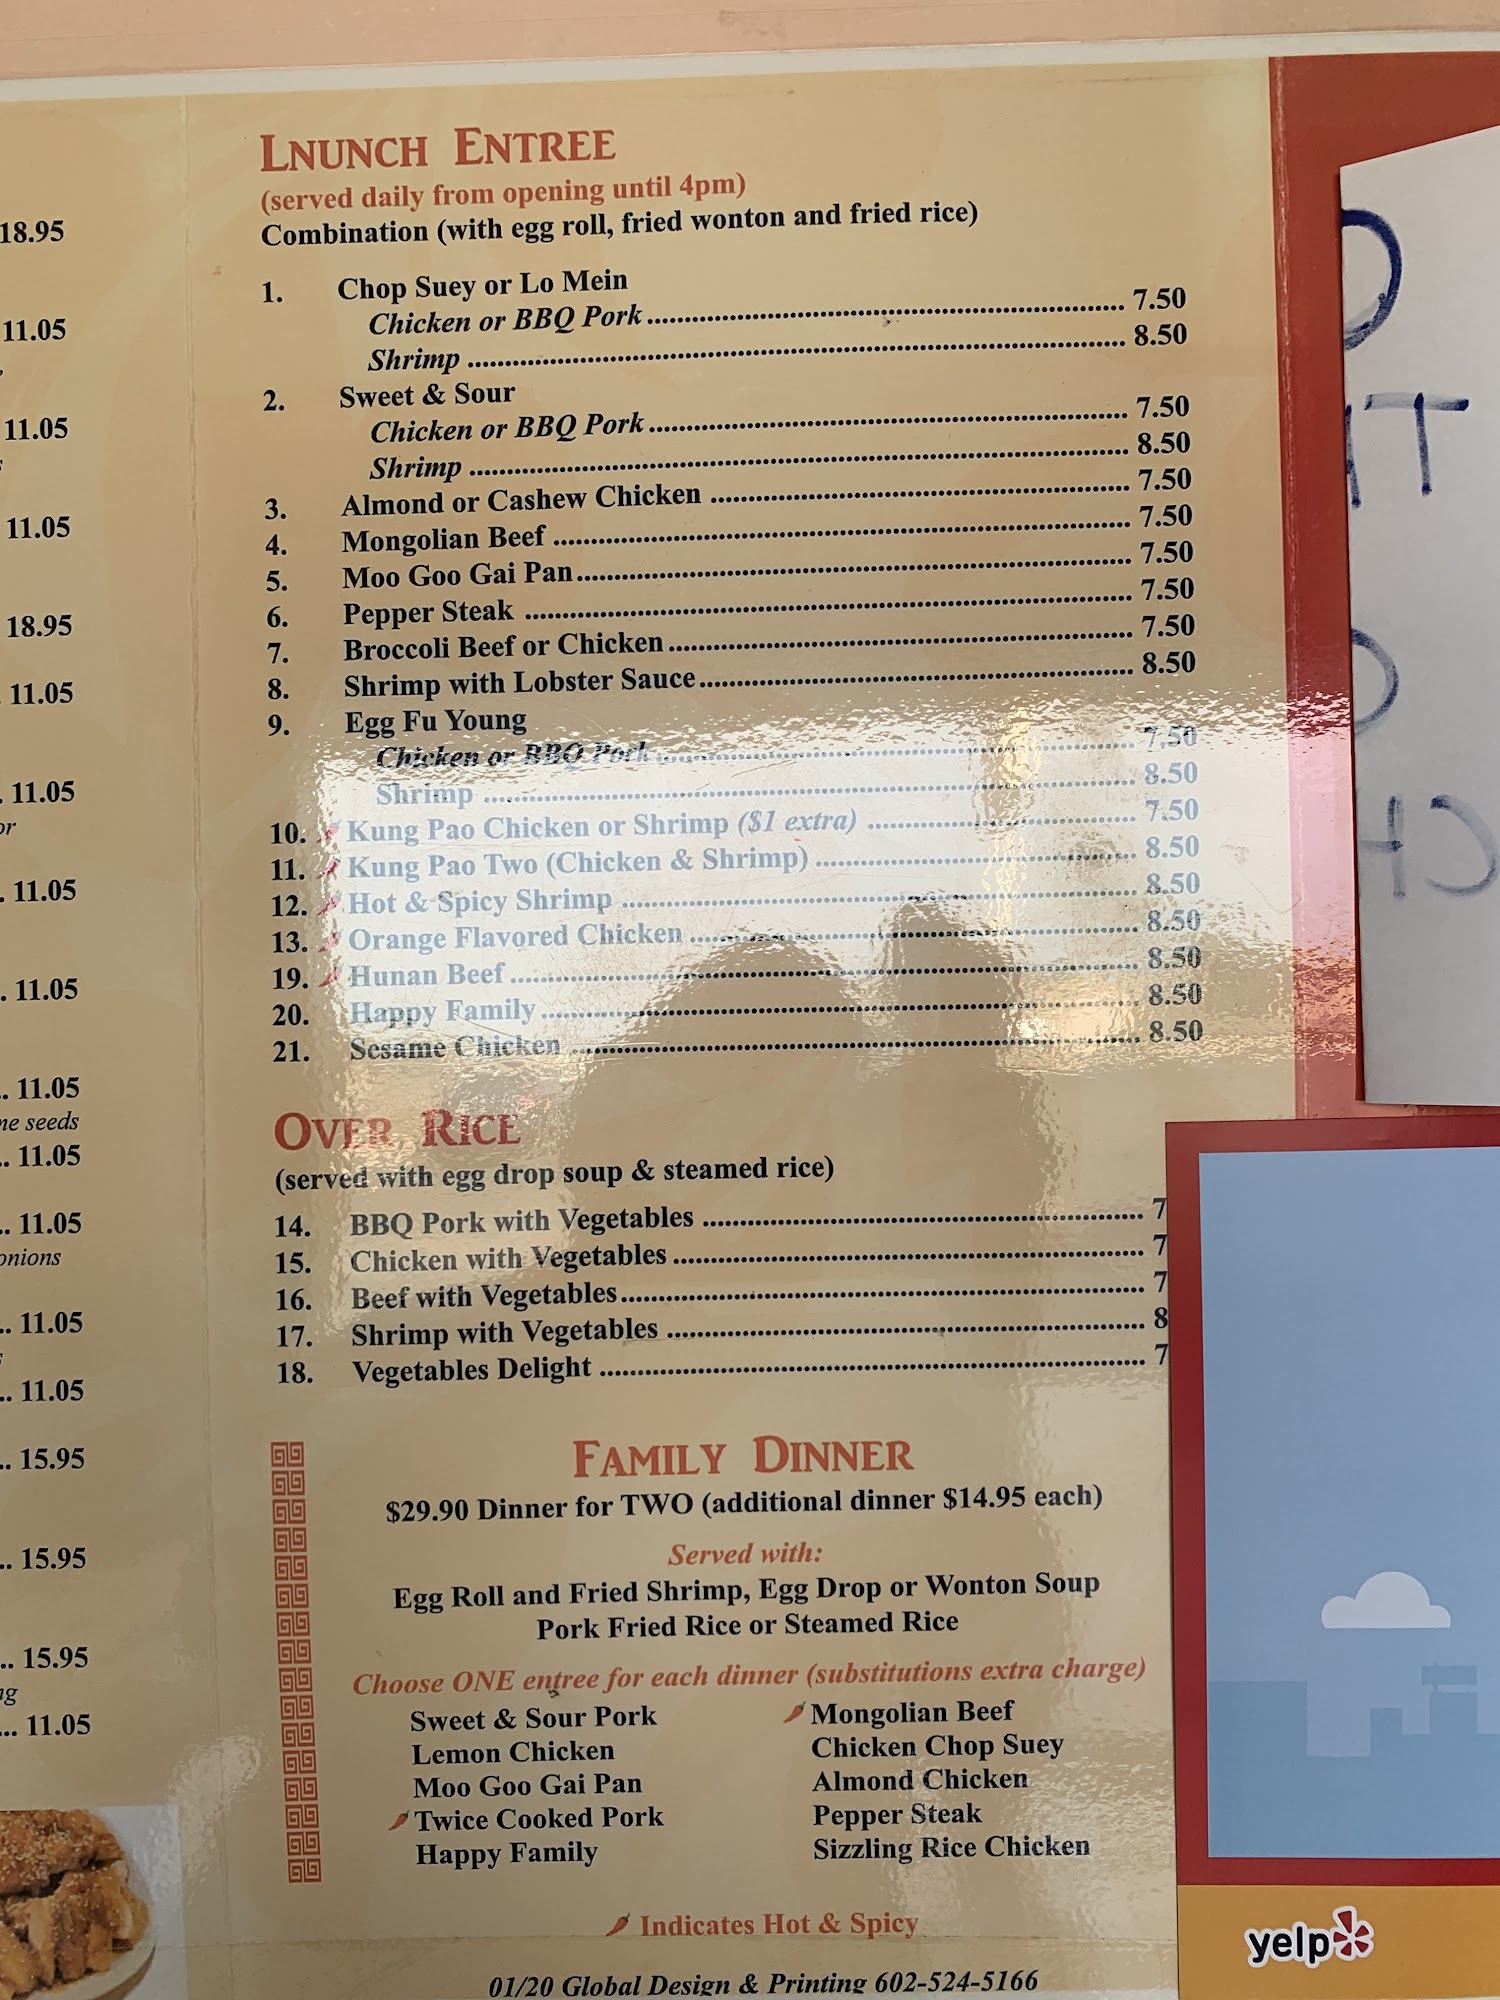 18.95
11.05
11.05
11.05
18.95
11.05
11.05
or
11.05
11.05
11.05
seeds
11.05
11.05
onions
11.05
11.05
15.95
15.95
15.95
11.05
LNUNCH ENTREE
(served daily from opening until 4pm)
Combination (with egg roll, fried wonton and fried rice)
1. Chop Suey or Lo Mein
Chicken or BBQ Pork 7.50
Shrimp 8.50
2. Sweet & Sour
Chicken or BBQ Pork 7.50
Shrimp 8.50
3. Almond or Cashew Chicken 7.50
4. Mongolian Beef 7.50
5. Moo Goo Gai Pan 7.50
6. Pepper Steak 7.50
7. Broccoli Beef or Chicken 7.50
8. Shrimp with Lobster Sauce 8.50
9. Egg Fu Young
Chicken or BBQ Pork 7.50
Shrimp 8.50
10. Kung Pao Chicken or Shrimp ($1 extra) 7.50
11. Kung Pao Two (Chicken & Shrimp) 8.50
12. Hot & Spicy Shrimp 8.50
13. Orange Flavored Chicken 8.50
19. Hunan Beef 8.50
20. Happy Family 8.50
21. Sesame Chicken 8.50
OVER RICE
(served with egg drop soup & steamed rice)
14. BBQ Pork with Vegetables 7
15. Chicken with Vegetables 7
16. Beef with Vegetables 7
17. Shrimp with Vegetables 8
18. Vegetables Delight 7
FAMILY DINNER
$29.90 Dinner for TWO (additional dinner $14.95 each)
Served with:
Egg Roll and Fried Shrimp, Egg Drop or Wonton Soup
Pork Fried Rice or Steamed Rice
Choose ONE entree for each dinner (substitutions extra charge)
Sweet & Sour Pork
Lemon Chicken
Moo Goo Gai Pan
Twice Cooked Pork
Happy Family
Mongolian Beef
Chicken Chop Suey
Almond Chicken
Pepper Steak
Sizzling Rice Chicken
Indicates Hot & Spicy
01/20 Global Design & Printing 602-524-5166
yelp